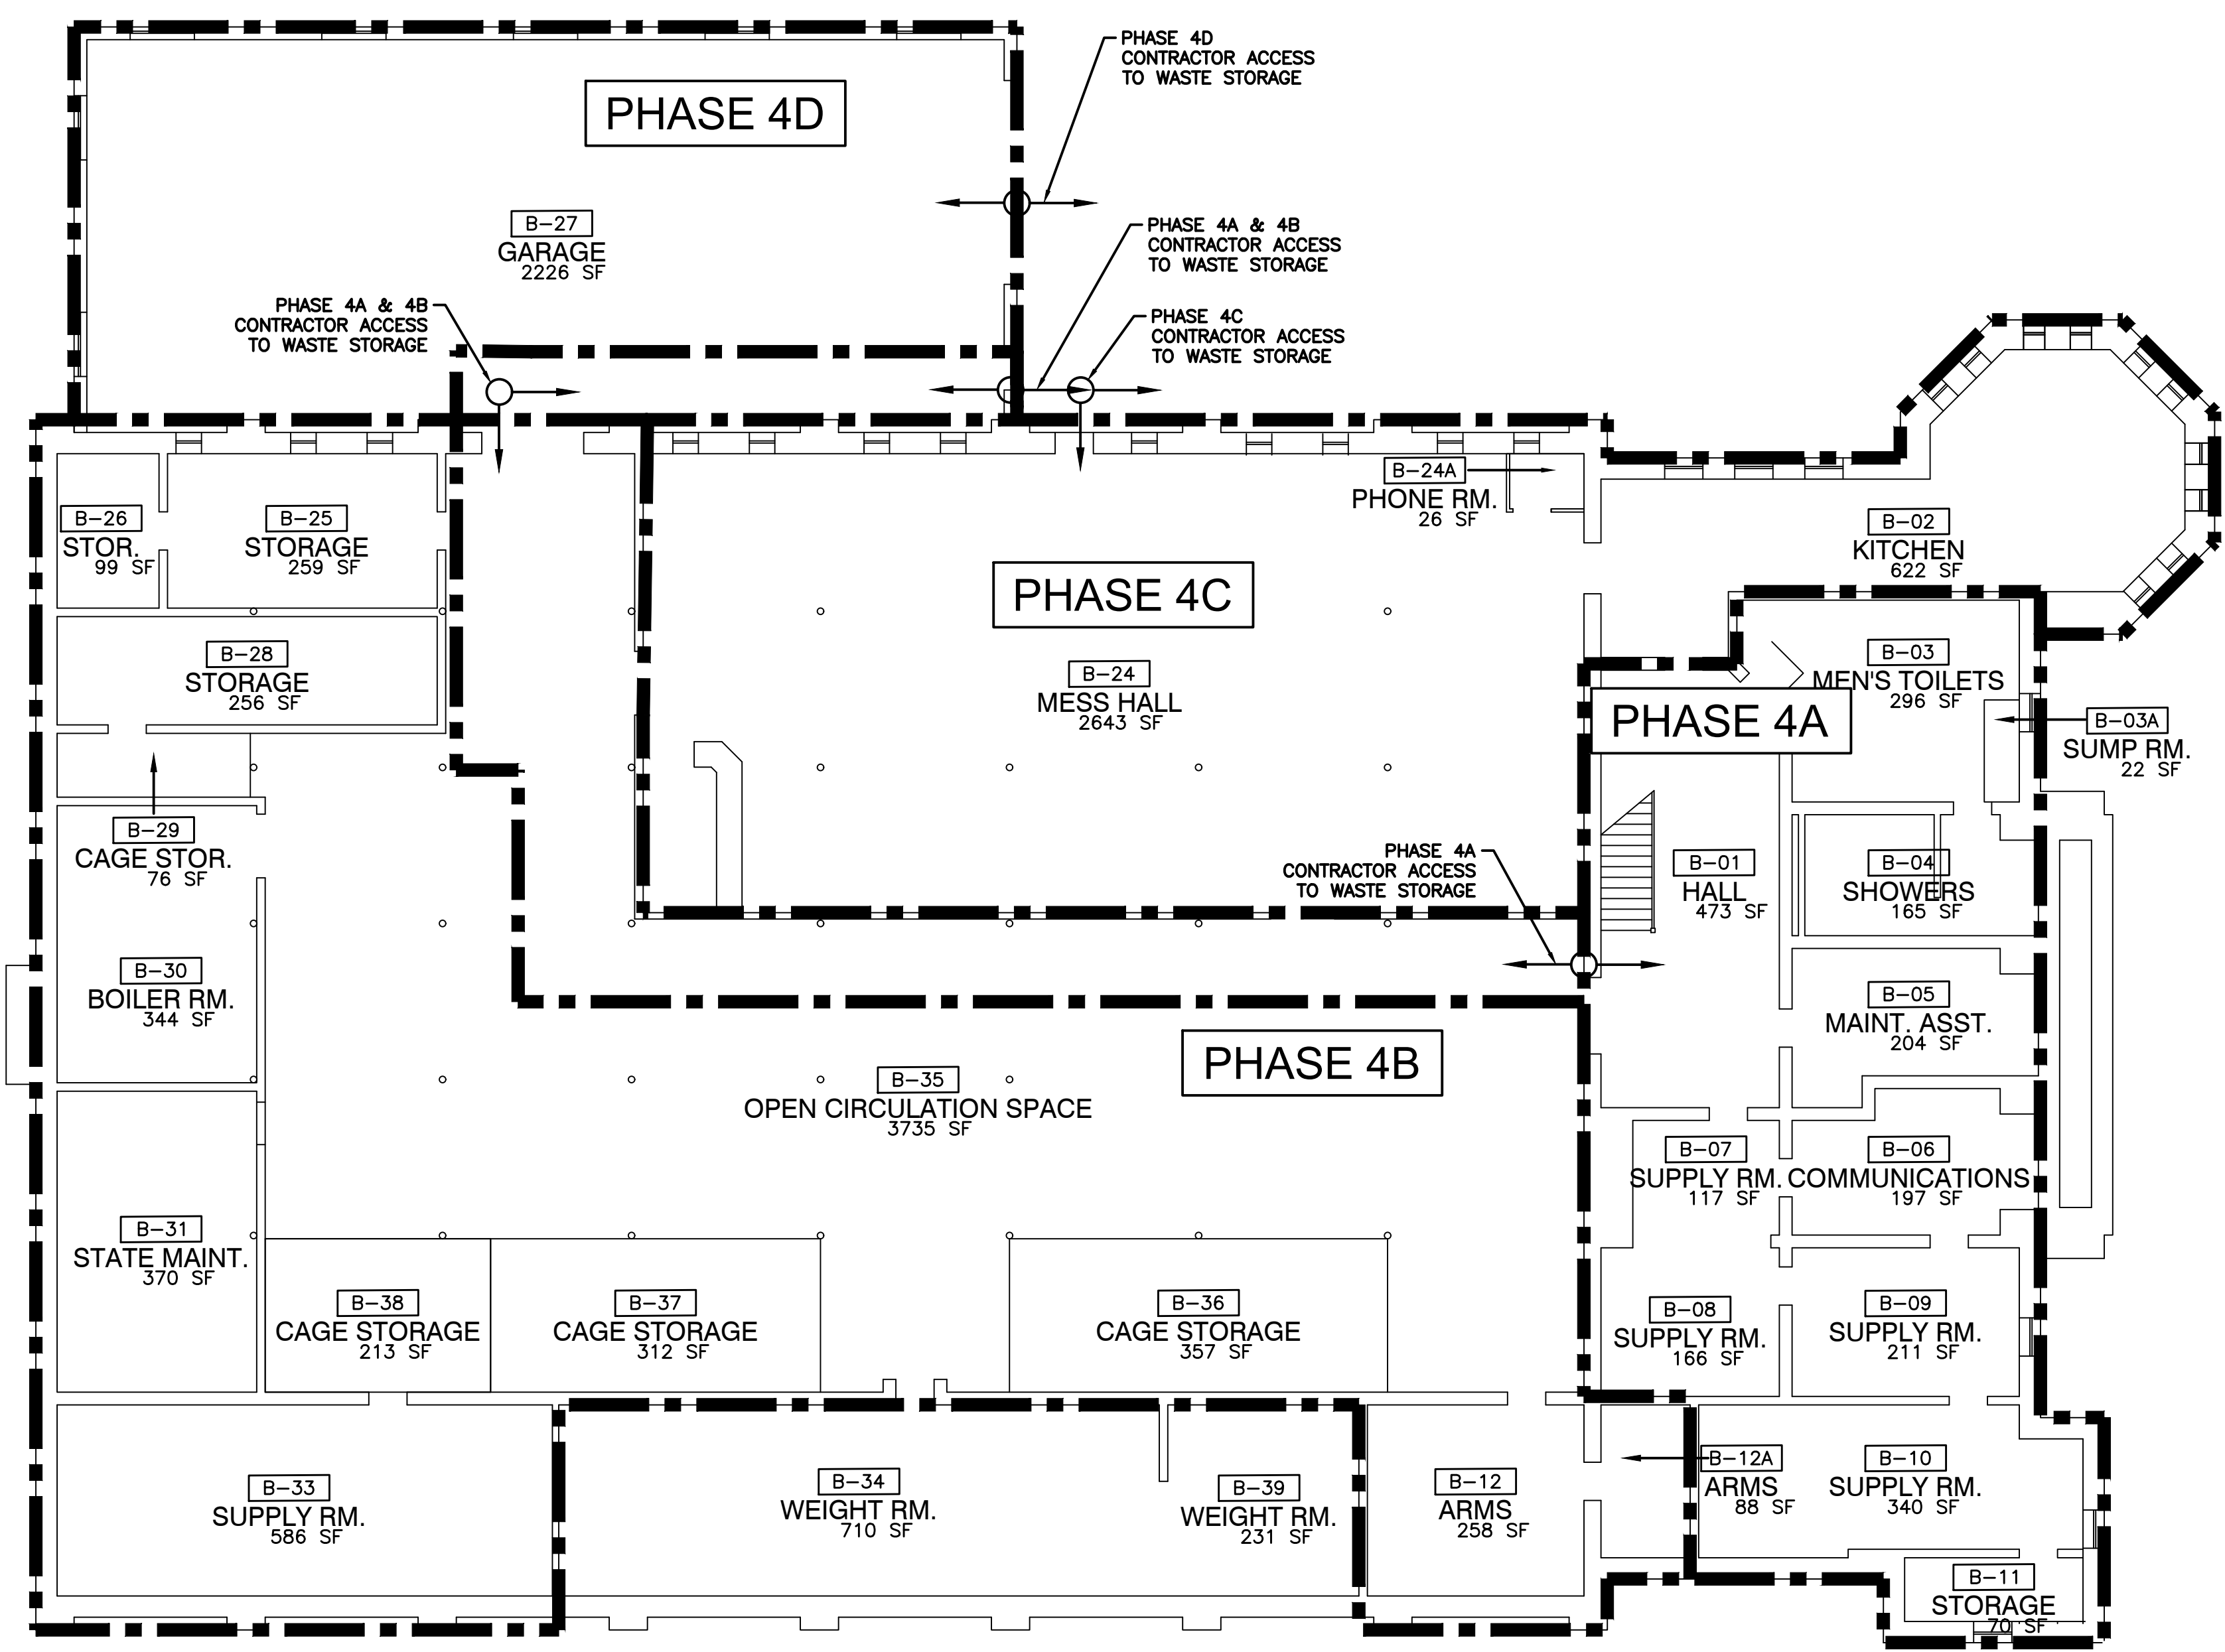 PHASE 4D
CONTRACTOR ACCESS
TO WASTE STORAGE
PHASE 4D
B-27
GARAGE
2226 SF
PHASE 4A & 4B
CONTRACTOR ACCESS
TO WASTE STORAGE
PHASE 4A & 4B
CONTRACTOR ACCESS
TO WASTE STORAGE
PHASE 4C
CONTRACTOR ACCESS
TO WASTE STORAGE
B-26
STOR.
99 SF
B-25
STORAGE
259 SF
B-24A
PHONE RM.
26 SF
B-02
KITCHEN
622 SF
PHASE 4C
B-28
STORAGE
256 SF
B-24
MESS HALL
2643 SF
B-03
MEN'S TOILETS
296 SF
PHASE 4A
B-03A
SUMP RM.
22 SF
B-29
CAGE STOR.
76 SF
PHASE 4A
CONTRACTOR ACCESS
TO WASTE STORAGE
B-01
HALL
473 SF
B-04
SHOWERS
165 SF
B-30
BOILER RM.
344 SF
B-05
MAINT. ASST.
204 SF
PHASE 4B
B-35
OPEN CIRCULATION SPACE
3735 SF
B-07
SUPPLY RM.
117 SF
B-06
COMMUNICATIONS
197 SF
B-31
STATE MAINT.
370 SF
B-38
CAGE STORAGE
213 SF
B-37
CAGE STORAGE
312 SF
B-36
CAGE STORAGE
357 SF
B-08
SUPPLY RM.
166 SF
B-09
SUPPLY RM.
211 SF
B-33
SUPPLY RM.
586 SF
B-34
WEIGHT RM.
710 SF
B-39
WEIGHT RM.
231 SF
B-12
ARMS
258 SF
B-12A
ARMS
88 SF
B-10
SUPPLY RM.
340 SF
B-11
STORAGE
70 SF